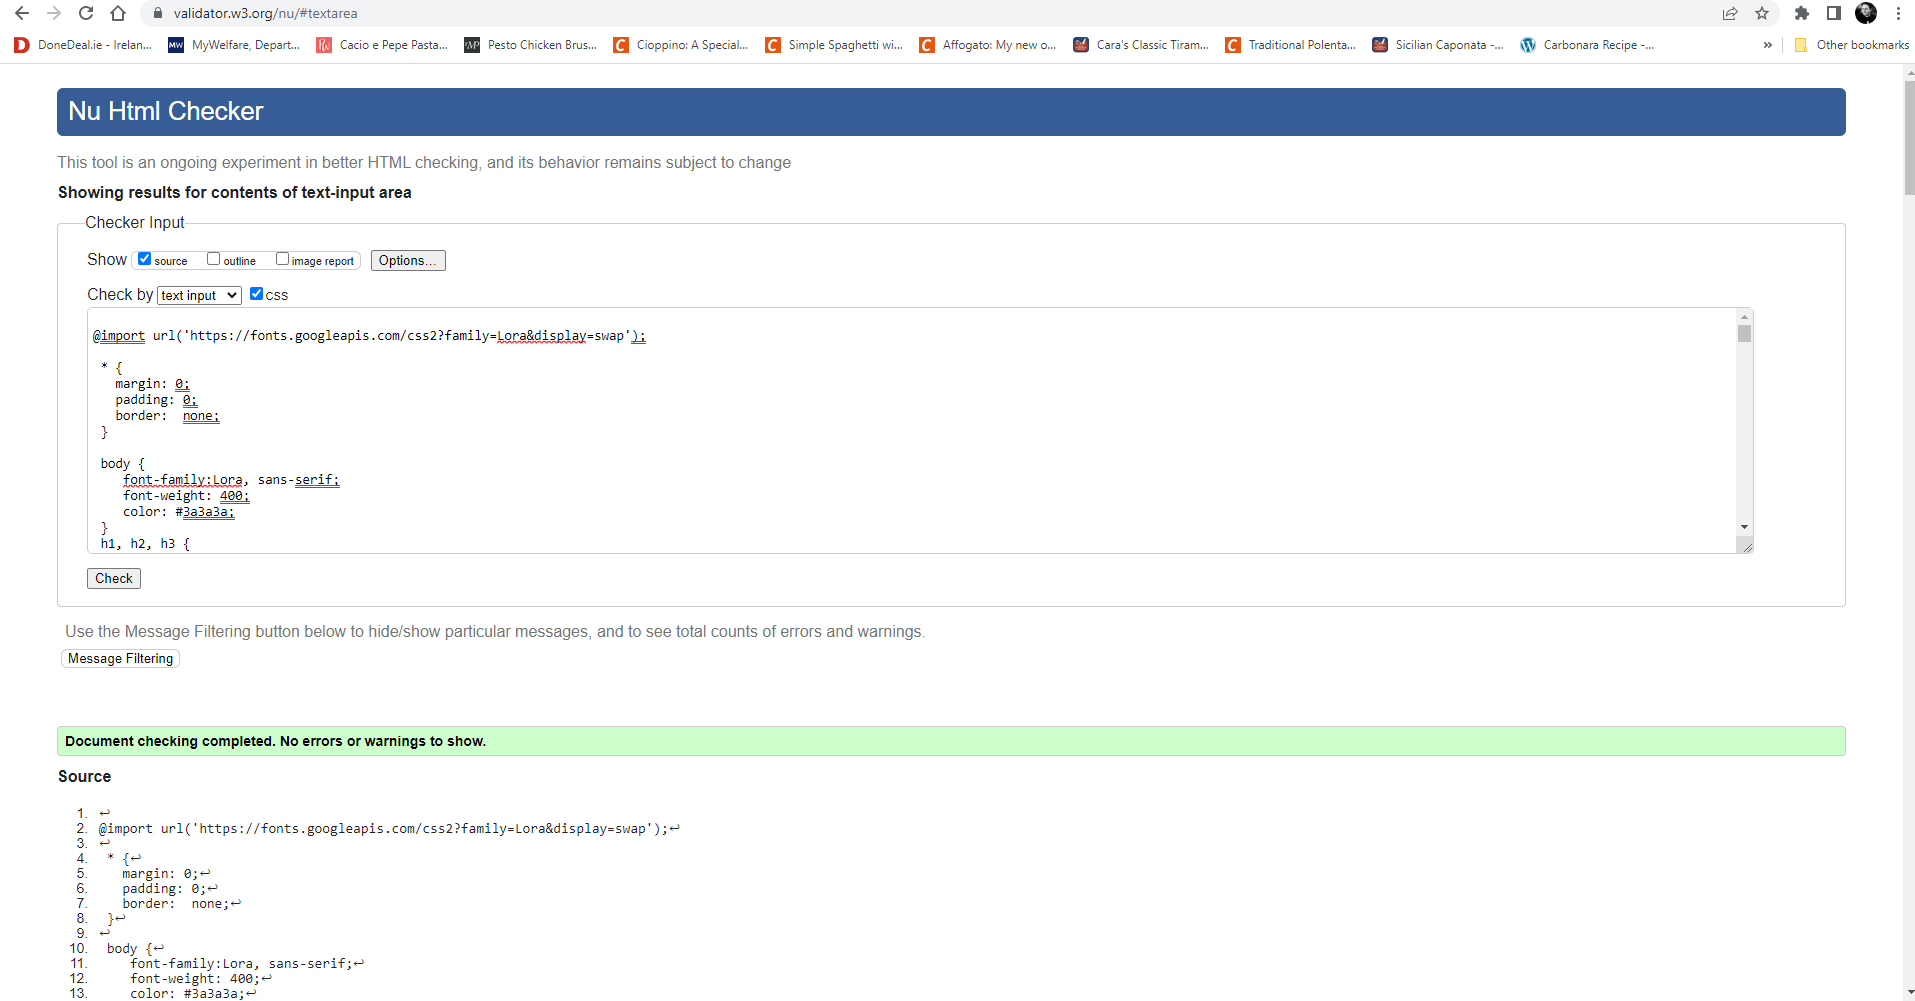 validator.w3.org/nu/#textarea
DoneDeal.ie - Irelan... MyWelfare, Depart... Cacio e Pepe Pasta... Pesto Chicken Brus... Cioppino: A Special... Simple Spaghetti wi... Affogato: My new o... Cara's Classic Tiram... Traditional Polenta... Sicilian Caponata -... Carbonara Recipe -... » Other bookmarks
Nu Html Checker
This tool is an ongoing experiment in better HTML checking, and its behavior remains subject to change
Showing results for contents of text-input area
Checker Input
Show source outline image report Options...
Check by text input css
@import url('https://fonts.googleapis.com/css2?family=Lora&display=swap');
* {
margin: 0;
padding: 0;
border:  none;
}
body {
font-family:Lora, sans-serif;
font-weight: 400;
color: #3a3a3a;
}
h1, h2, h3 {
Check
Use the Message Filtering button below to hide/show particular messages, and to see total counts of errors and warnings.
Message Filtering
Document checking completed. No errors or warnings to show.
Source
1. ↩
2. @import url('https://fonts.googleapis.com/css2?family=Lora&display=swap');↩
3. ↩
4. * {↩
5. margin: 0;↩
6. padding: 0;↩
7. border:  none;↩
8. }↩
9. ↩
10. body {↩
11. font-family:Lora, sans-serif;↩
12. font-weight: 400;↩
13. color: #3a3a3a;↩